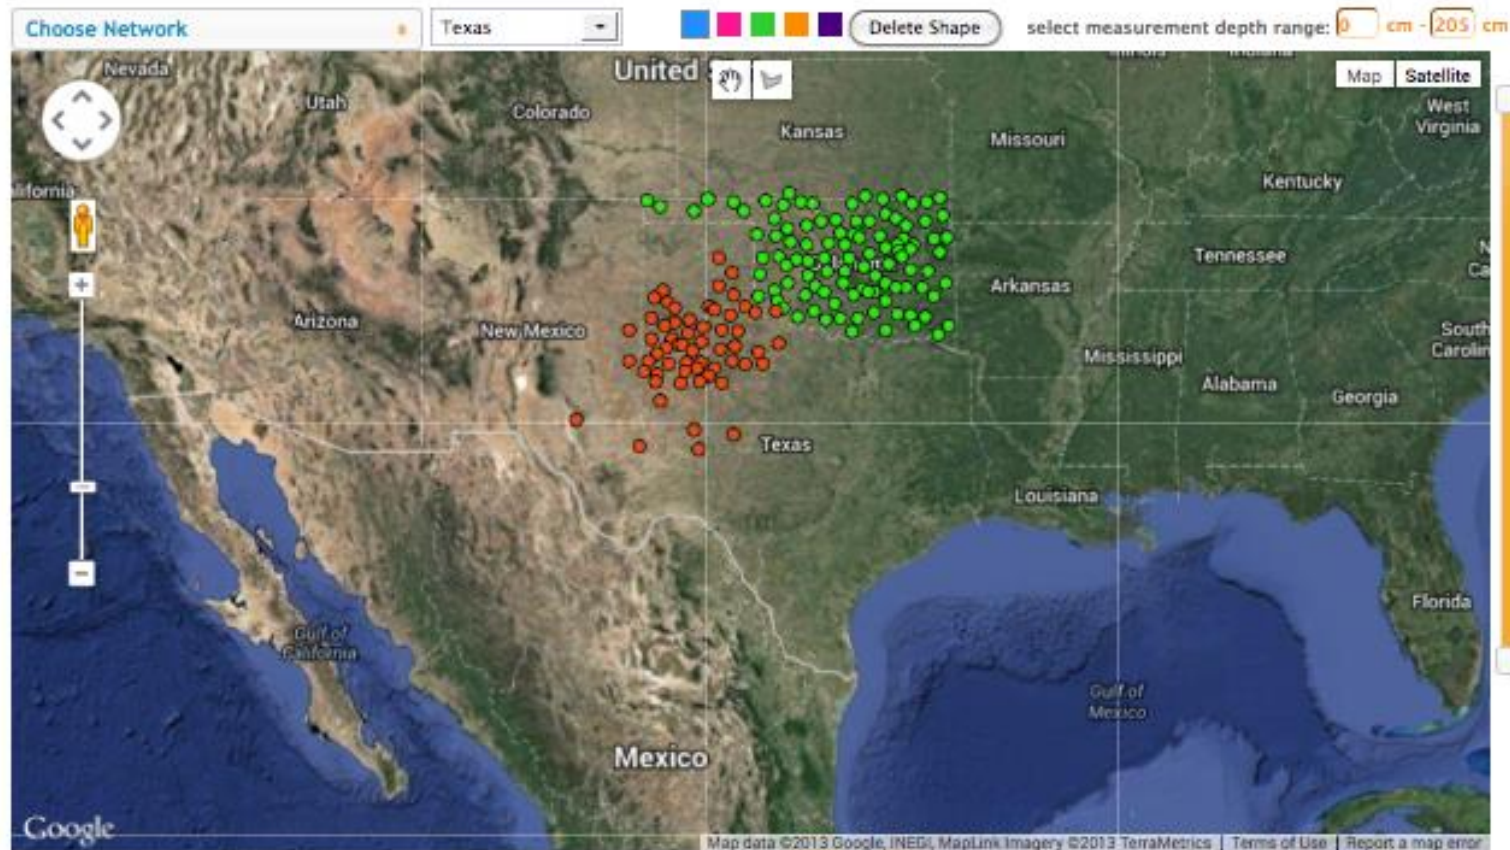 Choose Network
Texas
Delete Shape
select measurement depth range: 0 cm - 205 cm
Nevada
United
Map
Satellite
Utah
Colorado
Kansas
Missouri
West
Virginia
Kentucky
Tennessee
Arkansas
Arizona
New Mexico
South
Carolin
Mississippi
Alabama
Georgia
Texas
Louisiana
Florida
Gulf of
California
Gulf of
Mexico
Mexico
Google
Map data ©2013 Google, INEGI, MapLink Imagery ©2013 TerraMetrics
Terms of Use
Report a map error